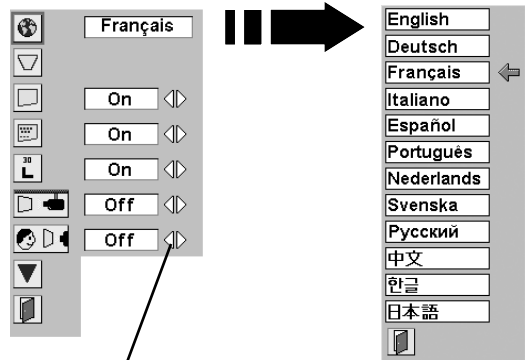 Français
On
On
30
L
On
Off
Off
English
Deutsch
Français
Italiano
Español
Português
Nederlands
Svenska
Русский
中文
한글
日本語